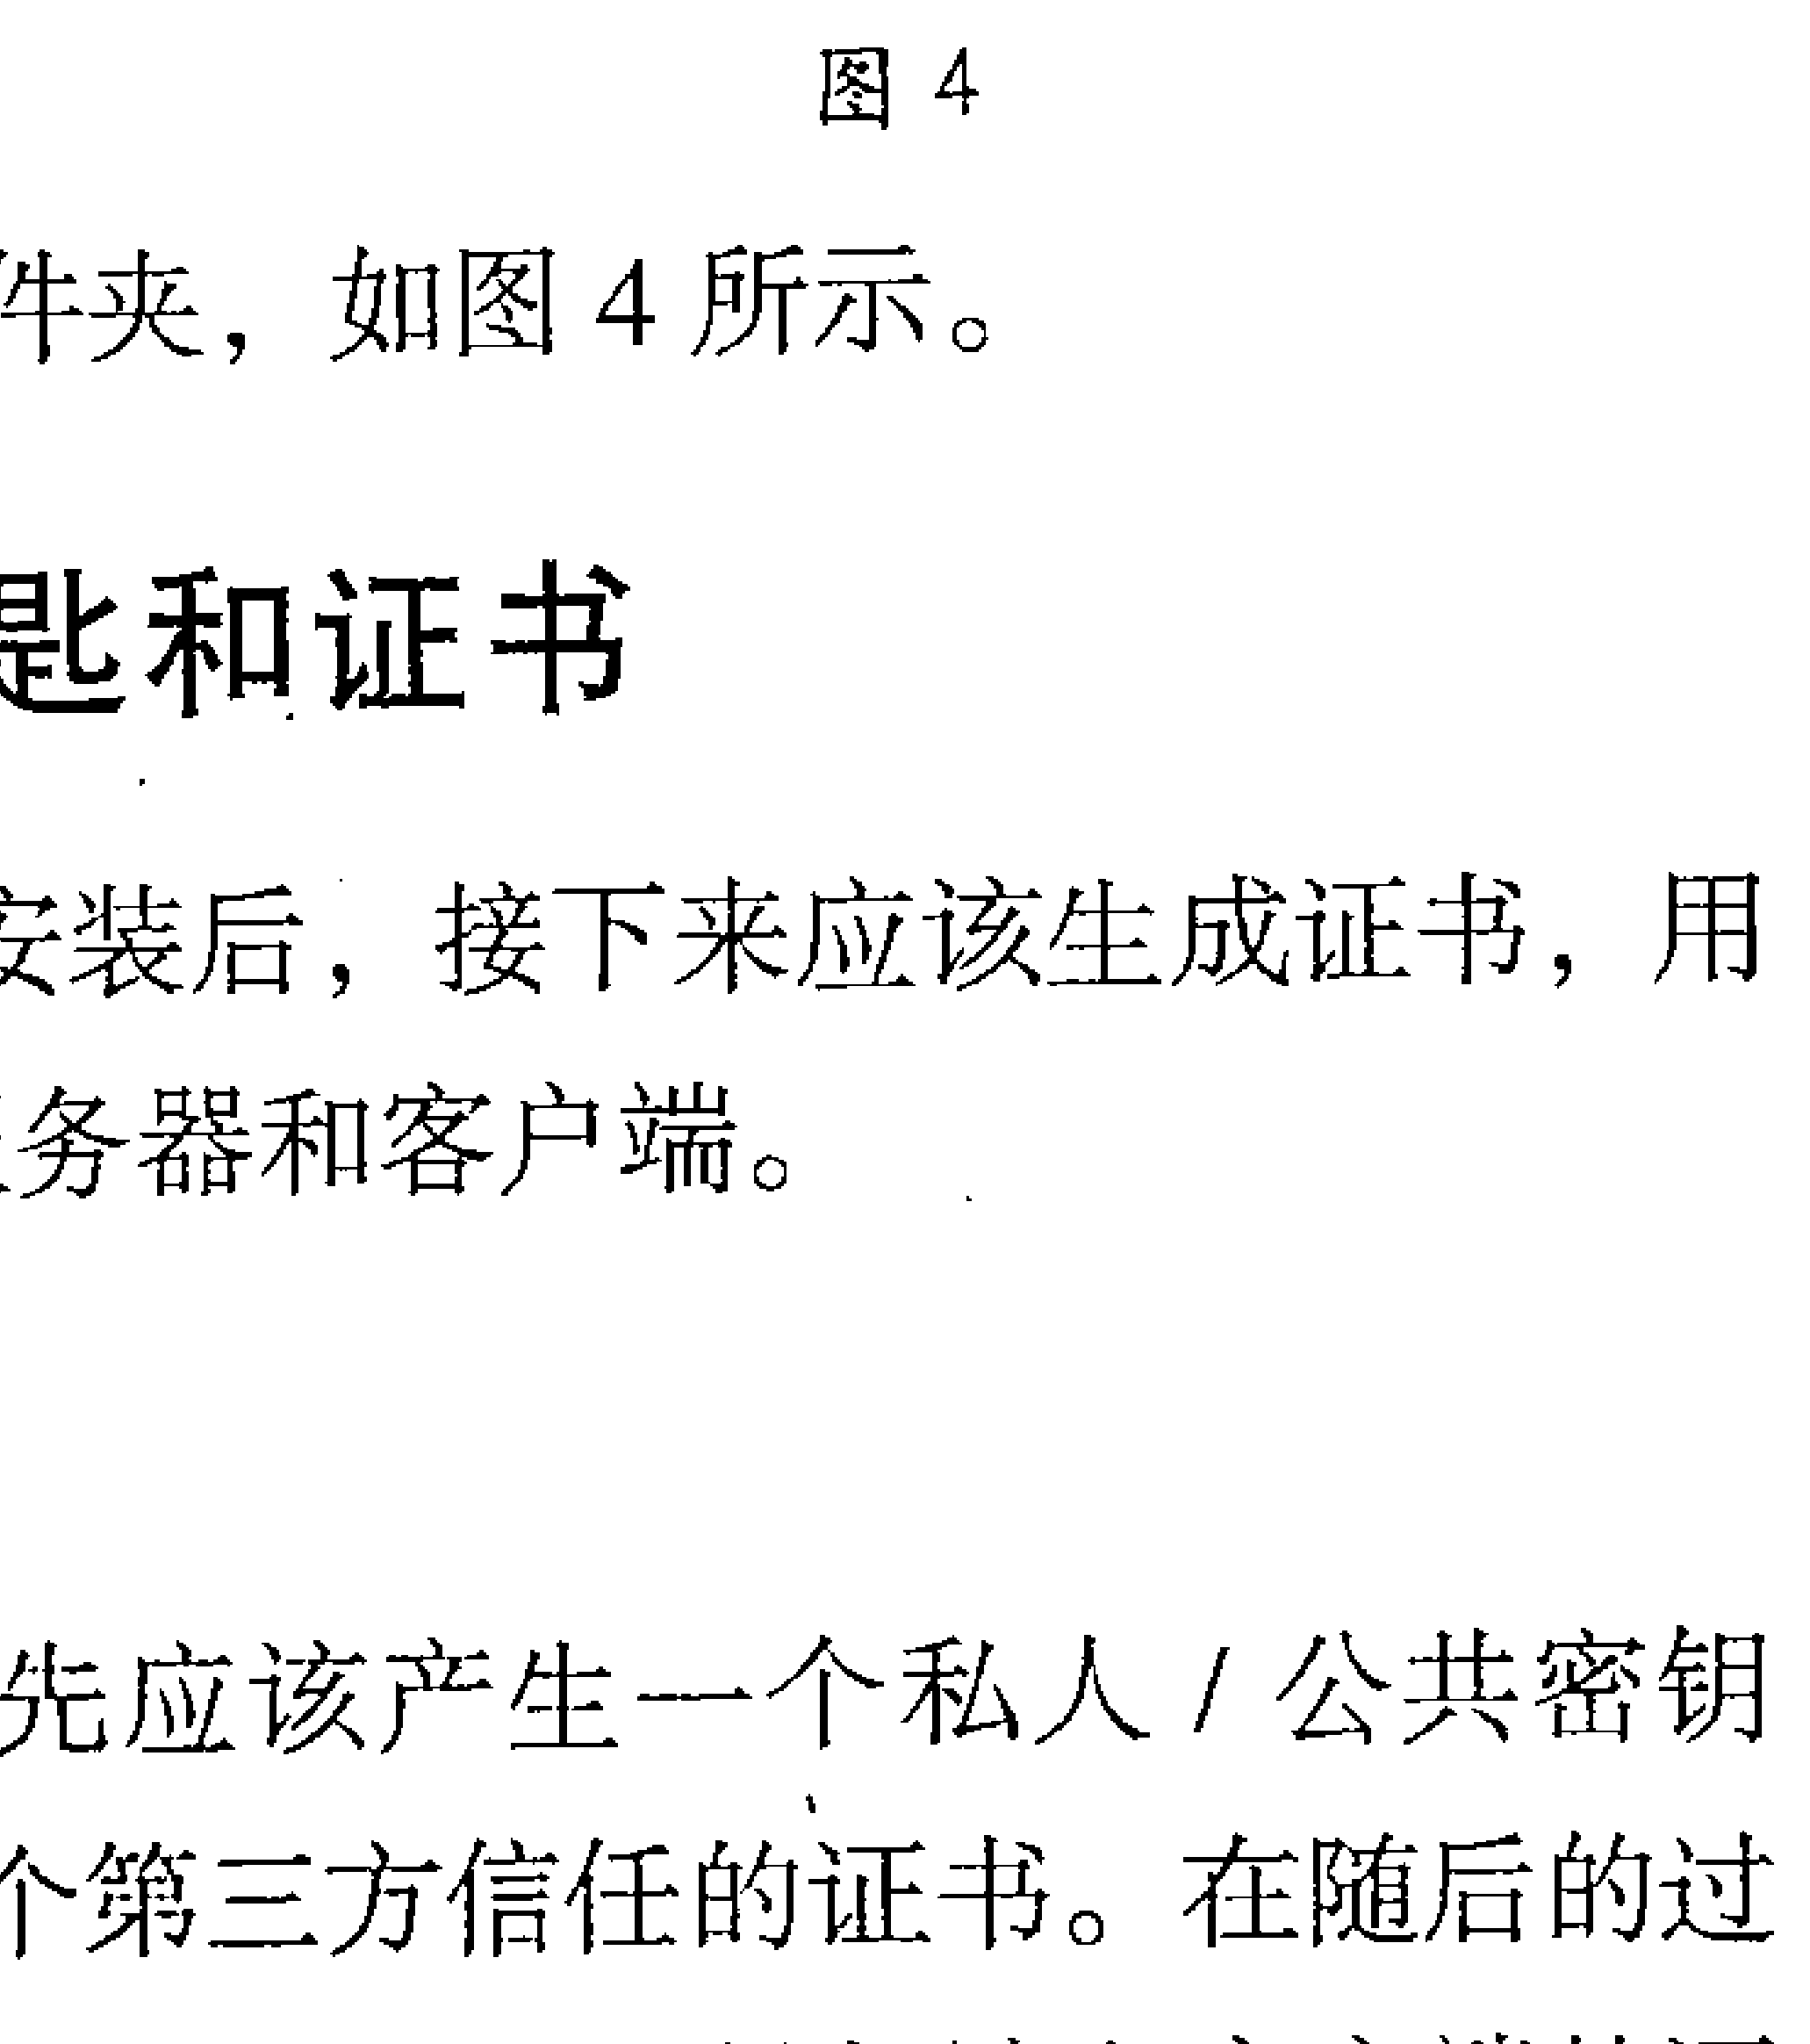 图 4
件夹，如图 4 所示。
匙和证书
安装后，接下来应该生成证书，用
务器和客户端。
先应该产生一个私人 / 公共密钥
个第三方信任的证书。在随后的过